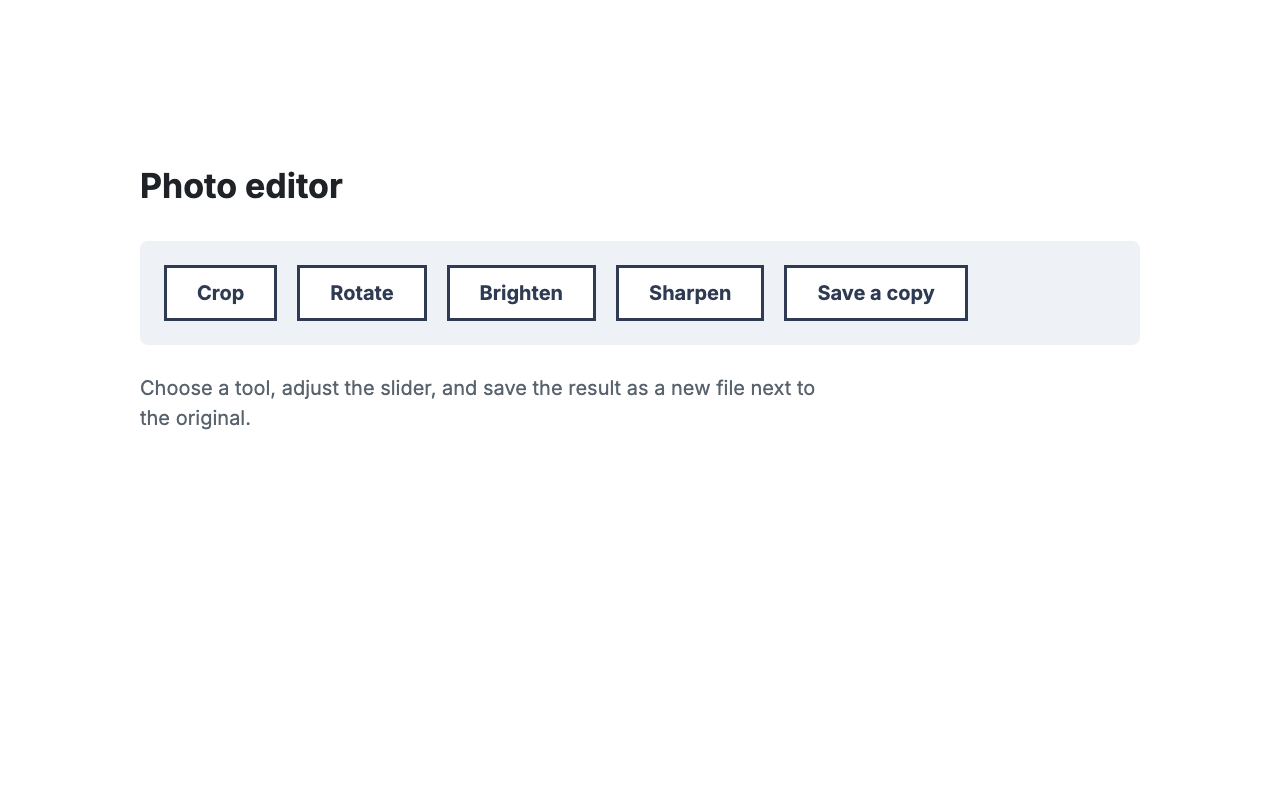 Photo editor
Crop Rotate Brighten Sharpen Save a copy
Choose a tool, adjust the slider, and save the result as a new file next to
the original.